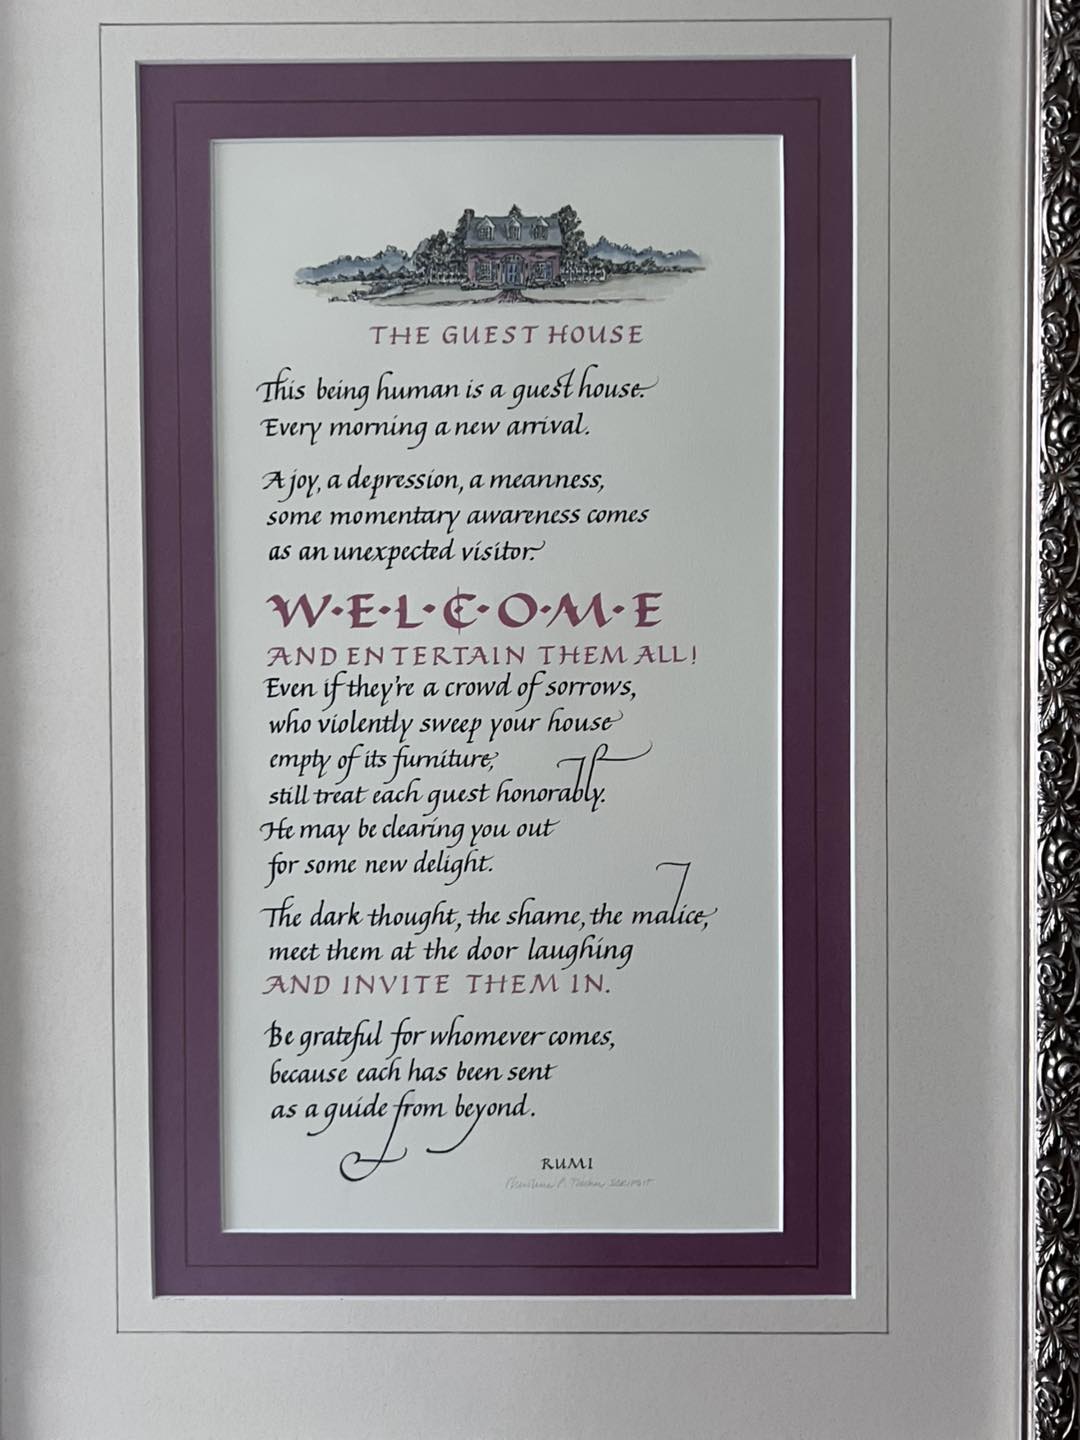 THE GUEST HOUSE
This being human is a guest house.
Every morning a new arrival.
A joy, a depression, a meanness,
some momentary awareness comes
as an unexpected visitor.
W·E·L·C·O·M·E
AND ENTERTAIN THEM ALL!
Even if they're a crowd of sorrows,
who violently sweep your house
empty of its furniture,
still treat each guest honorably.
He may be clearing you out
for some new delight.
The dark thought, the shame, the malice,
meet them at the door laughing
AND INVITE THEM IN.
Be grateful for whomever comes,
because each has been sent
as a guide from beyond.
RUMI